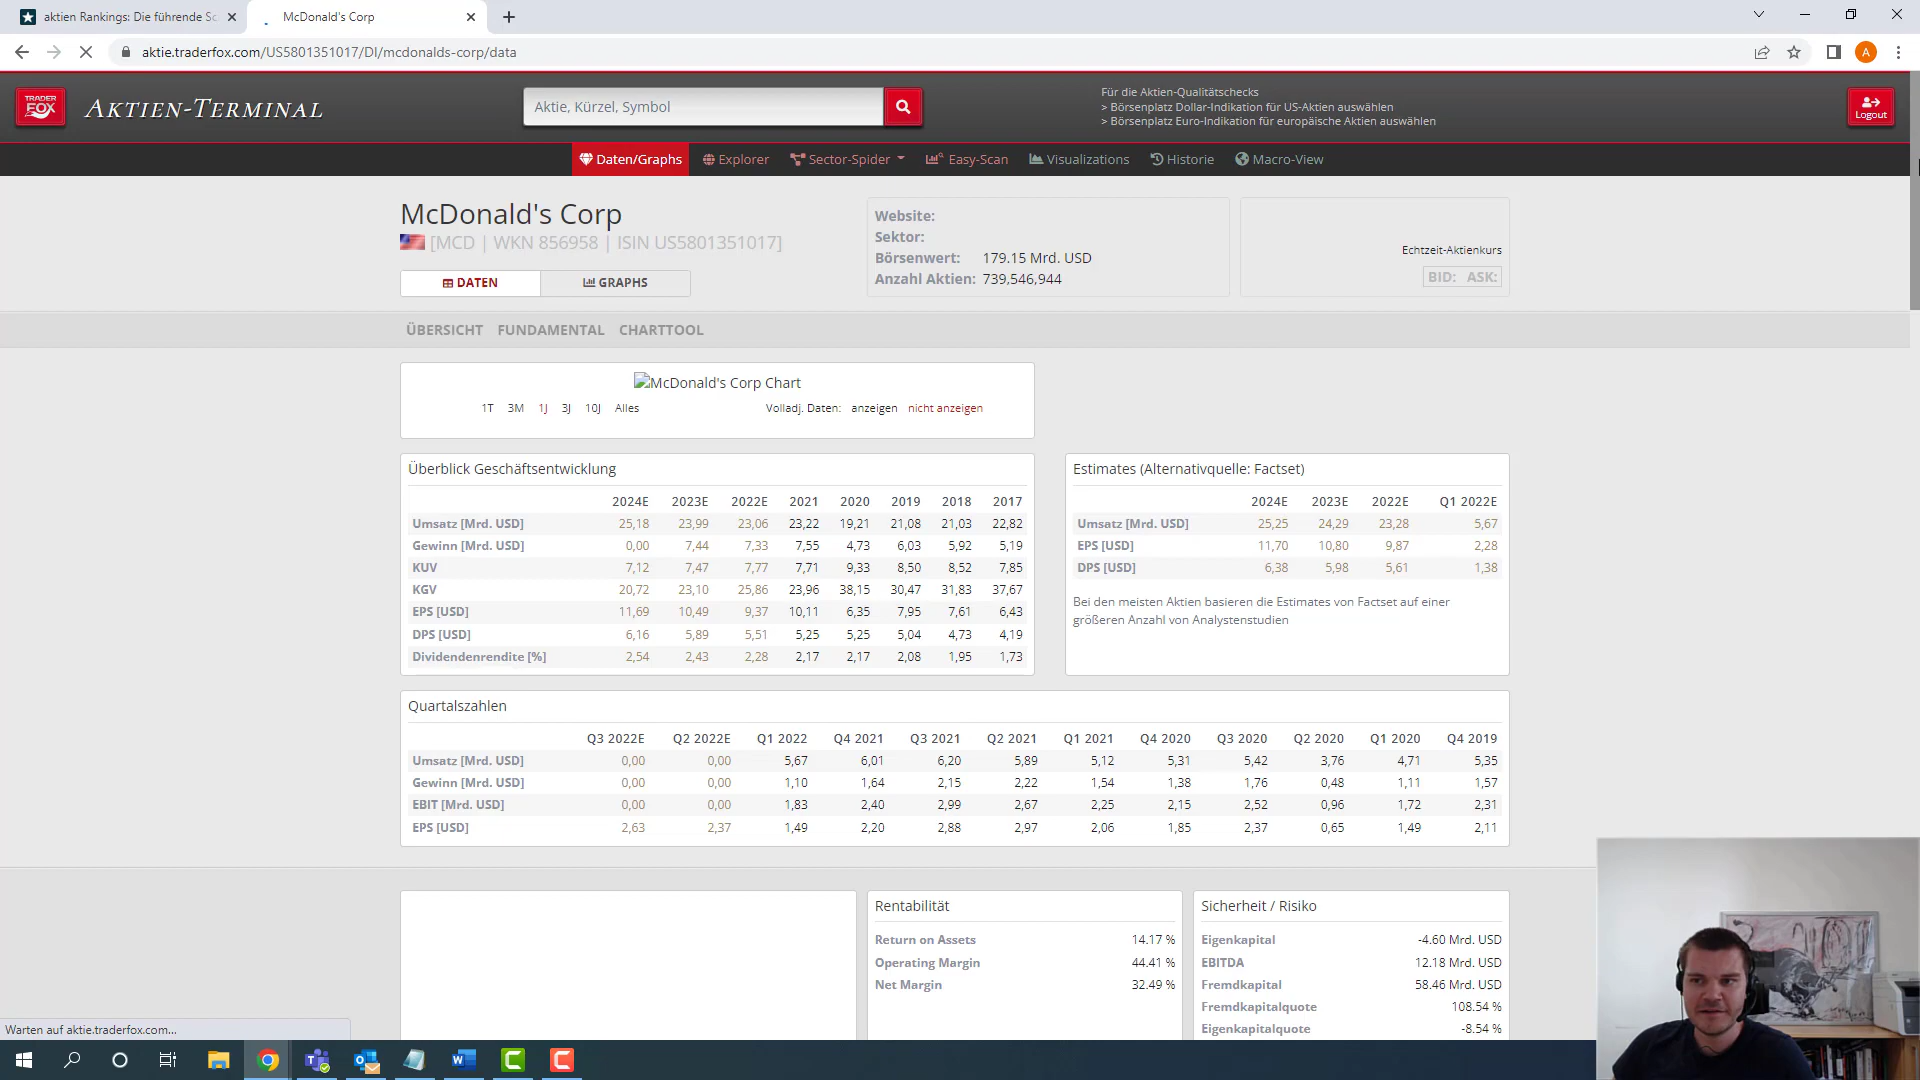 aktien Rankings: Die führende Sc
McDonald's Corp
aktie.traderfox.com/US5801351017/DI/mcdonalds-corp/data
A
TRADER FOX
AKTIEN-TERMINAL
Aktie, Kürzel, Symbol
Für die Aktien-Qualitätschecks
> Börsenplatz Dollar-Indikation für US-Aktien auswählen
> Börsenplatz Euro-Indikation für europäische Aktien auswählen
Logout
Daten/Graphs Explorer Sector-Spider Easy-Scan Visualizations Historie Macro-View
McDonald's Corp
[MCD | WKN 856958 | ISIN US5801351017]
DATEN GRAPHS
Website:
Sektor:
Börsenwert: 179.15 Mrd. USD
Anzahl Aktien: 739,546,944
Echtzeit-Aktienkurs
BID: ASK:
ÜBERSICHT FUNDAMENTAL CHARTTOOL
McDonald's Corp Chart
1T 3M 1J 3J 10J Alles Volladj. Daten: anzeigen nicht anzeigen
Überblick Geschäftsentwicklung
2024E 2023E 2022E 2021 2020 2019 2018 2017
Umsatz [Mrd. USD] 25,18 23,99 23,06 23,22 19,21 21,08 21,03 22,82
Gewinn [Mrd. USD] 0,00 7,44 7,33 7,55 4,73 6,03 5,92 5,19
KUV 7,12 7,47 7,77 7,71 9,33 8,50 8,52 7,85
KGV 20,72 23,10 25,86 23,96 38,15 30,47 31,83 37,67
EPS [USD] 11,69 10,49 9,37 10,11 6,35 7,95 7,61 6,43
DPS [USD] 6,16 5,89 5,51 5,25 5,25 5,04 4,73 4,19
Dividendenrendite [%] 2,54 2,43 2,28 2,17 2,17 2,08 1,95 1,73
Estimates (Alternativquelle: Factset)
2024E 2023E 2022E Q1 2022E
Umsatz [Mrd. USD] 25,25 24,29 23,28 5,67
EPS [USD] 11,70 10,80 9,87 2,28
DPS [USD] 6,38 5,98 5,61 1,38
Bei den meisten Aktien basieren die Estimates von Factset auf einer
größeren Anzahl von Analystenstudien
Quartalszahlen
Q3 2022E Q2 2022E Q1 2022 Q4 2021 Q3 2021 Q2 2021 Q1 2021 Q4 2020 Q3 2020 Q2 2020 Q1 2020 Q4 2019
Umsatz [Mrd. USD] 0,00 0,00 5,67 6,01 6,20 5,89 5,12 5,31 5,42 3,76 4,71 5,35
Gewinn [Mrd. USD] 0,00 0,00 1,10 1,64 2,15 2,22 1,54 1,38 1,76 0,48 1,11 1,57
EBIT [Mrd. USD] 0,00 0,00 1,83 2,40 2,99 2,67 2,25 2,15 2,52 0,96 1,72 2,31
EPS [USD] 2,63 2,37 1,49 2,20 2,88 2,97 2,06 1,85 2,37 0,65 1,49 2,11
Rentabilität
Return on Assets 14.17 %
Operating Margin 44.41 %
Net Margin 32.49 %
Sicherheit / Risiko
Eigenkapital -4.60 Mrd. USD
EBITDA 12.18 Mrd. USD
Fremdkapital 58.46 Mrd. USD
Fremdkapitalquote 108.54 %
Eigenkapitalquote -8.54 %
Warten auf aktie.traderfox.com...